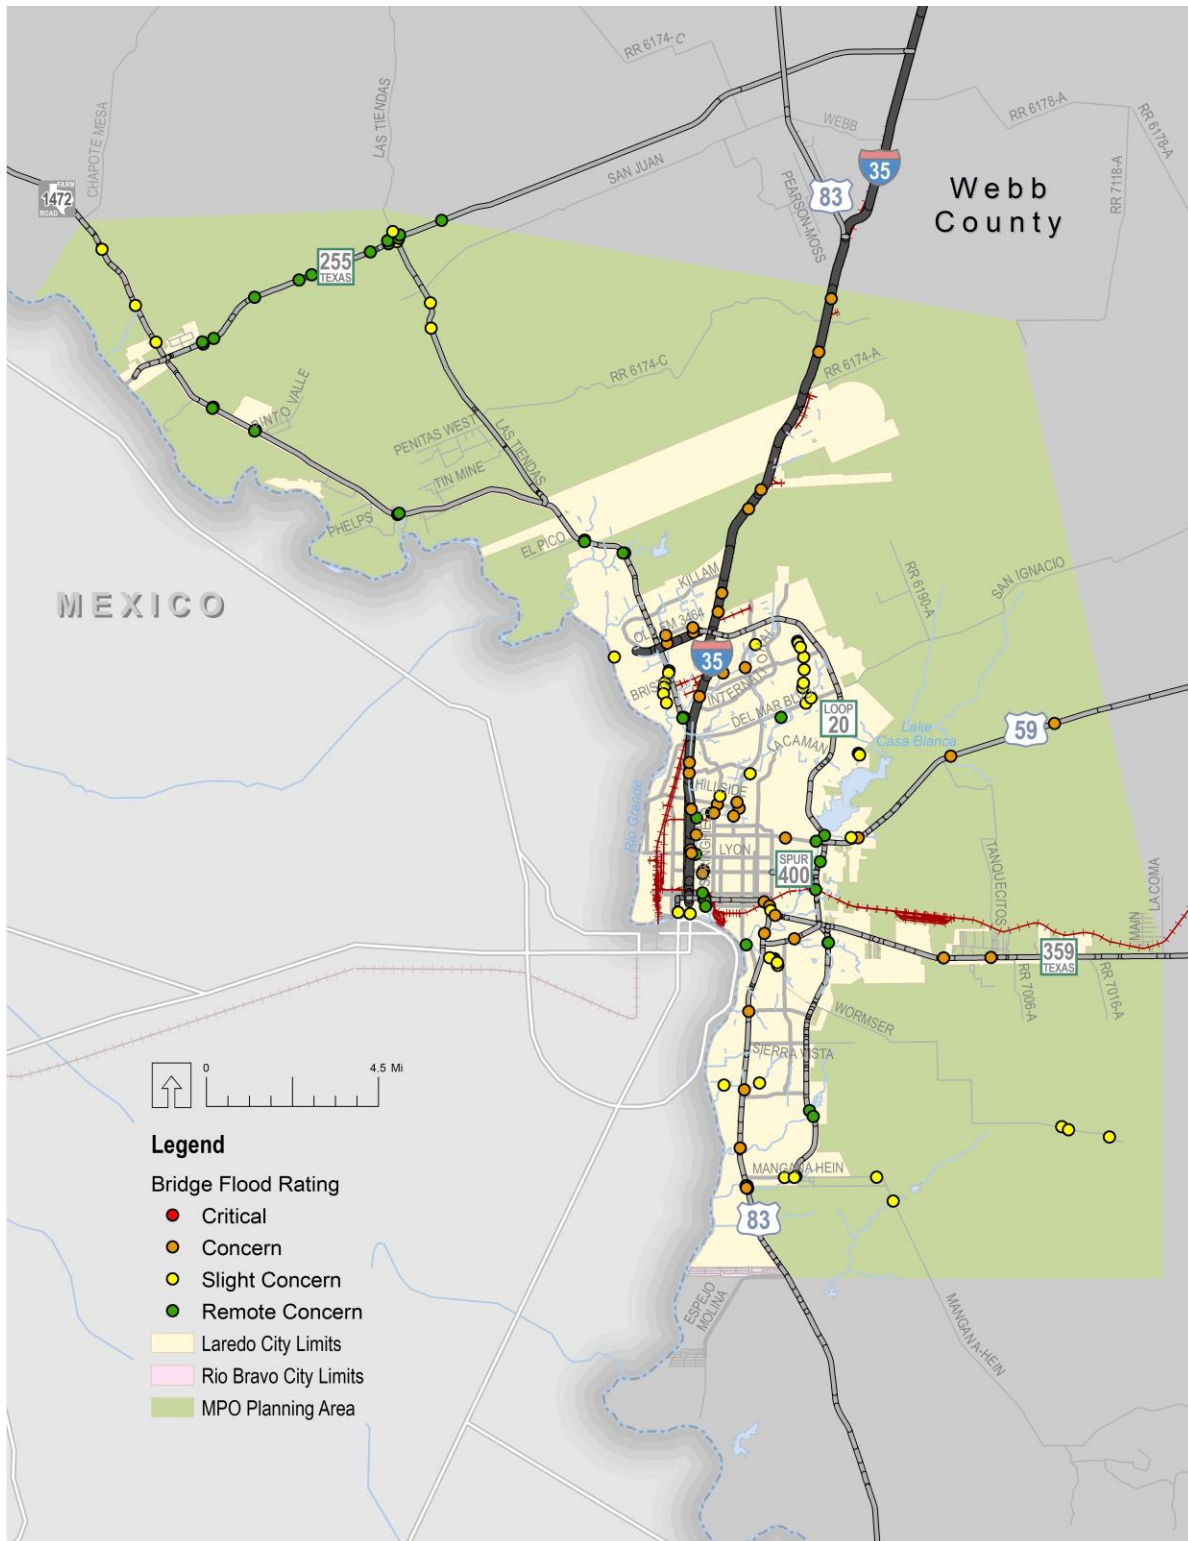 RR 6174-C
RR 6178-A
RR 6178-A
CHAPOTE MESA
LAS TIENDAS
WEBB
SAN JUAN
35
Webb
County
RR 7118-A
FARM
1472
ROAD
83
PEARSON-MOSS
255
TEXAS
RR 6174-C
RR 6174-A
PINTO VALLE
PENITAS WEST
LAS TIENDAS
TIN MINE
PHELPS
EL PICO
MEXICO
KILLAM
RR 6190-A
SAN IGNACIO
OLD FM 3464
35
INTERNAT
DEL MAR BL
LOOP
20
Lake
Casa Blanca
59
HILLSIDE
Rio Grande
LYON
SPUR
400
TANQUECITOS
LA COMA
MAIN
359
TEXAS
RR 7006-A
RR 7016-A
WORMSER
SIERRA VISTA
0 4.5 Mi
Legend
Bridge Flood Rating
Critical
Concern
Slight Concern
Remote Concern
Laredo City Limits
Rio Bravo City Limits
MPO Planning Area
MANGANA HEIN
83
ESPEJO
MOLINA
MANGANA-HEIN